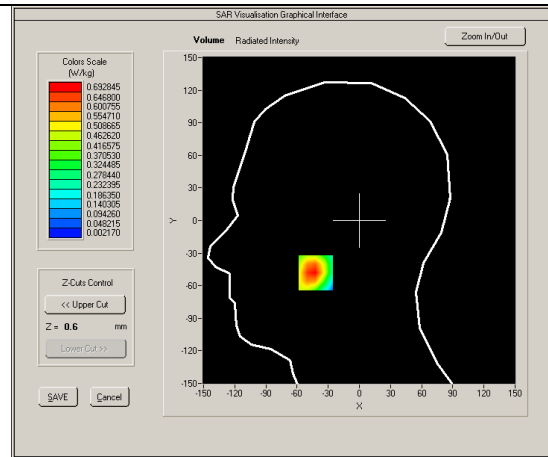 SAR Visualisation Graphical Interface
Volume Radiated Intensity
Zoom In/Out
Colors Scale
(W/kg)
0.692845
0.646800
0.600755
0.554710
0.508665
0.462620
0.416575
0.370530
0.324485
0.278440
0.232395
0.186350
0.140305
0.094260
0.048215
0.002170
Z-Cuts Control
<< Upper Cut
Z = 0.6 mm
Lower Cut >>
SAVE Cancel
150
120
90
60
30
0
-30
-60
-90
-120
-150
Y
-150 -120 -90 -60 -30 0 30 60 90 120 150
X